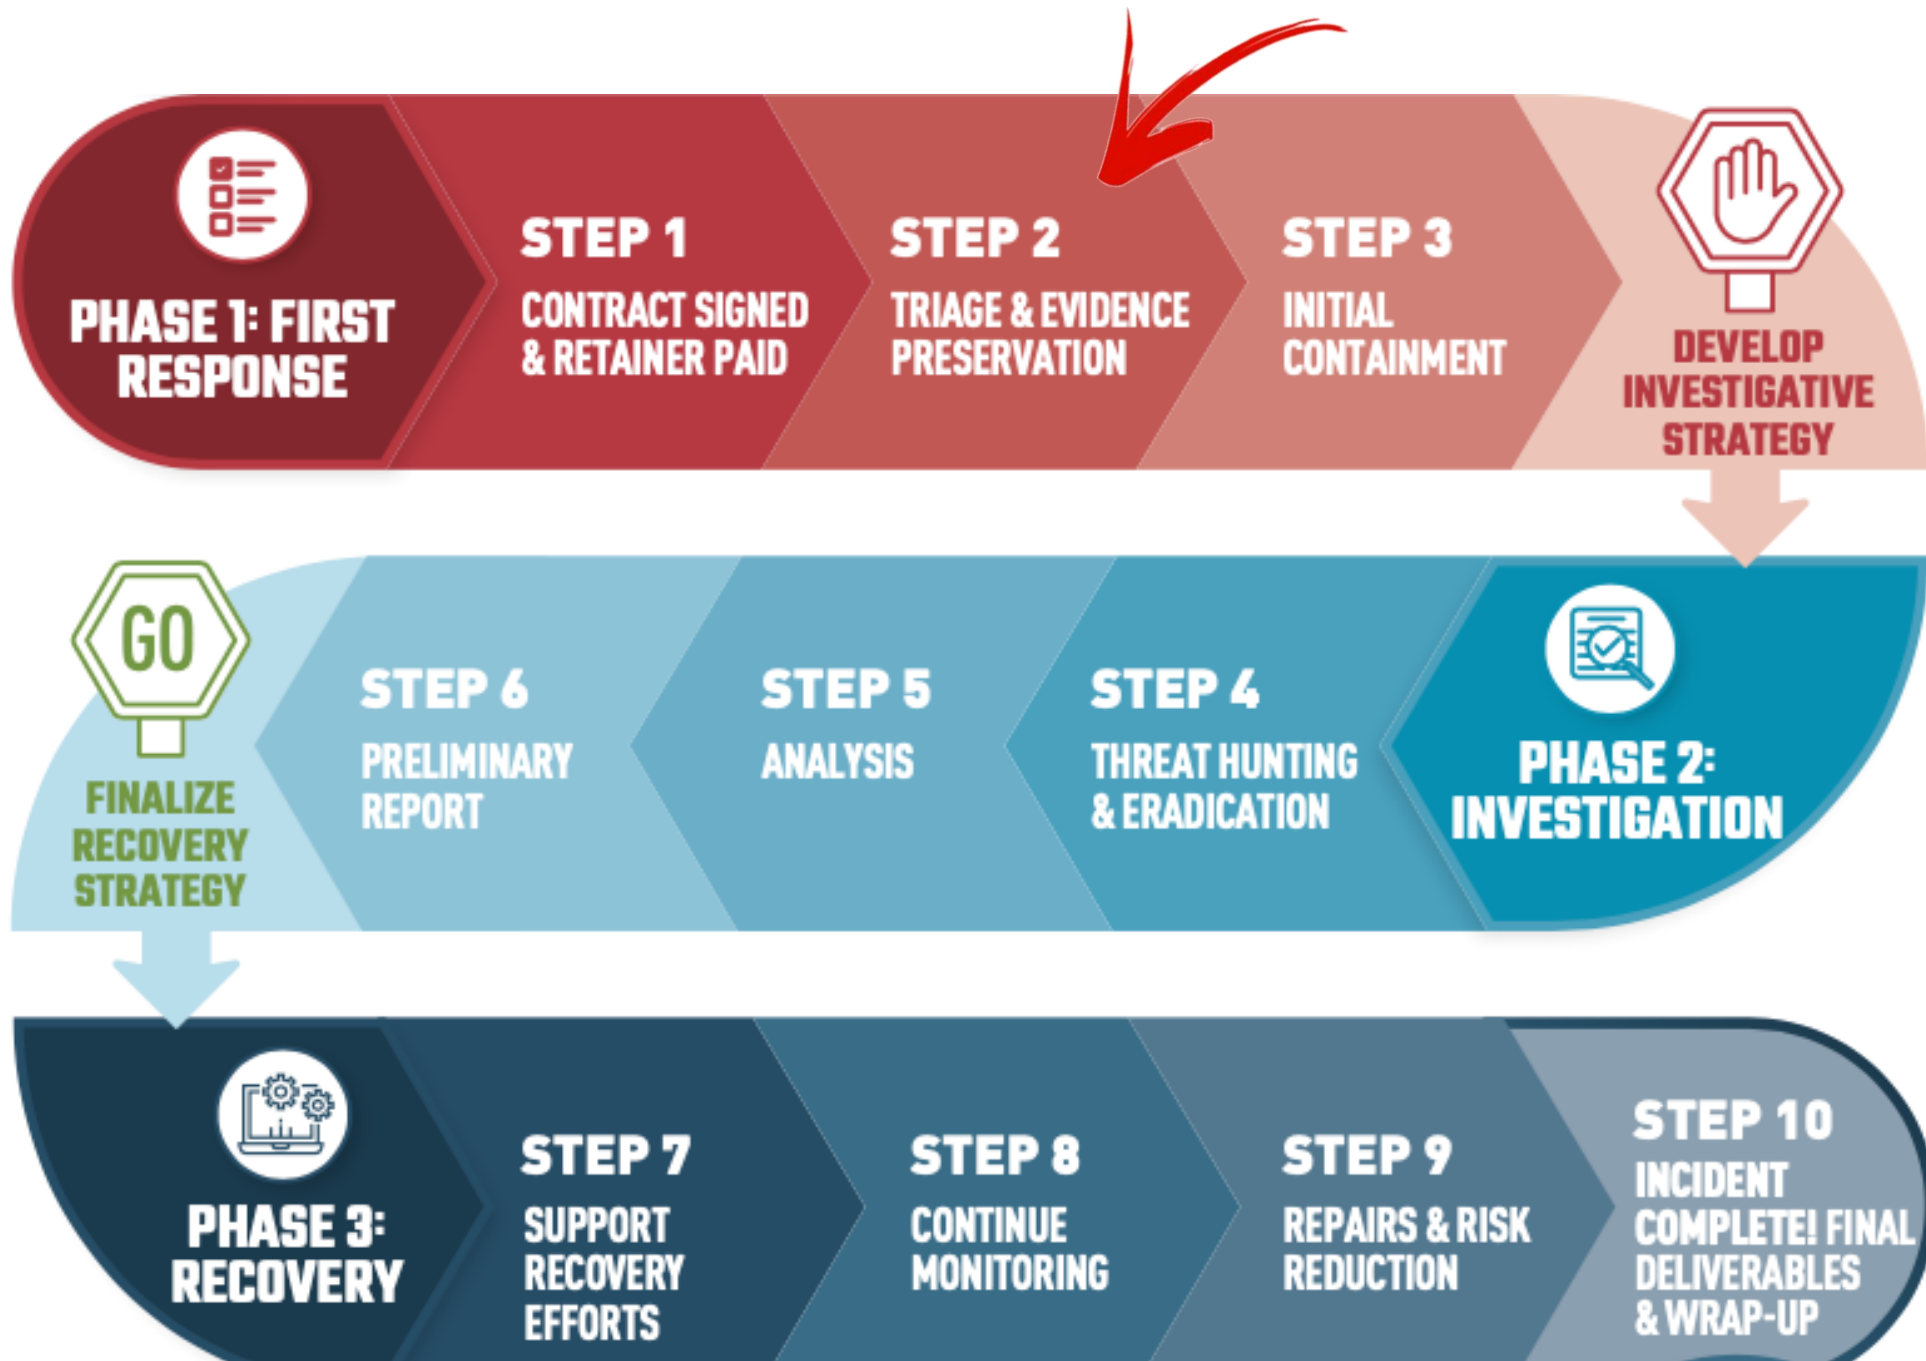 PHASE 1: FIRST
RESPONSE
STEP 1
CONTRACT SIGNED
& RETAINER PAID
STEP 2
TRIAGE & EVIDENCE
PRESERVATION
STEP 3
INITIAL
CONTAINMENT
DEVELOP
INVESTIGATIVE
STRATEGY
PHASE 2:
INVESTIGATION
STEP 4
THREAT HUNTING
& ERADICATION
STEP 5
ANALYSIS
STEP 6
PRELIMINARY
REPORT
GO
FINALIZE
RECOVERY
STRATEGY
PHASE 3:
RECOVERY
STEP 7
SUPPORT
RECOVERY
EFFORTS
STEP 8
CONTINUE
MONITORING
STEP 9
REPAIRS & RISK
REDUCTION
STEP 10
INCIDENT
COMPLETE! FINAL
DELIVERABLES
& WRAP-UP